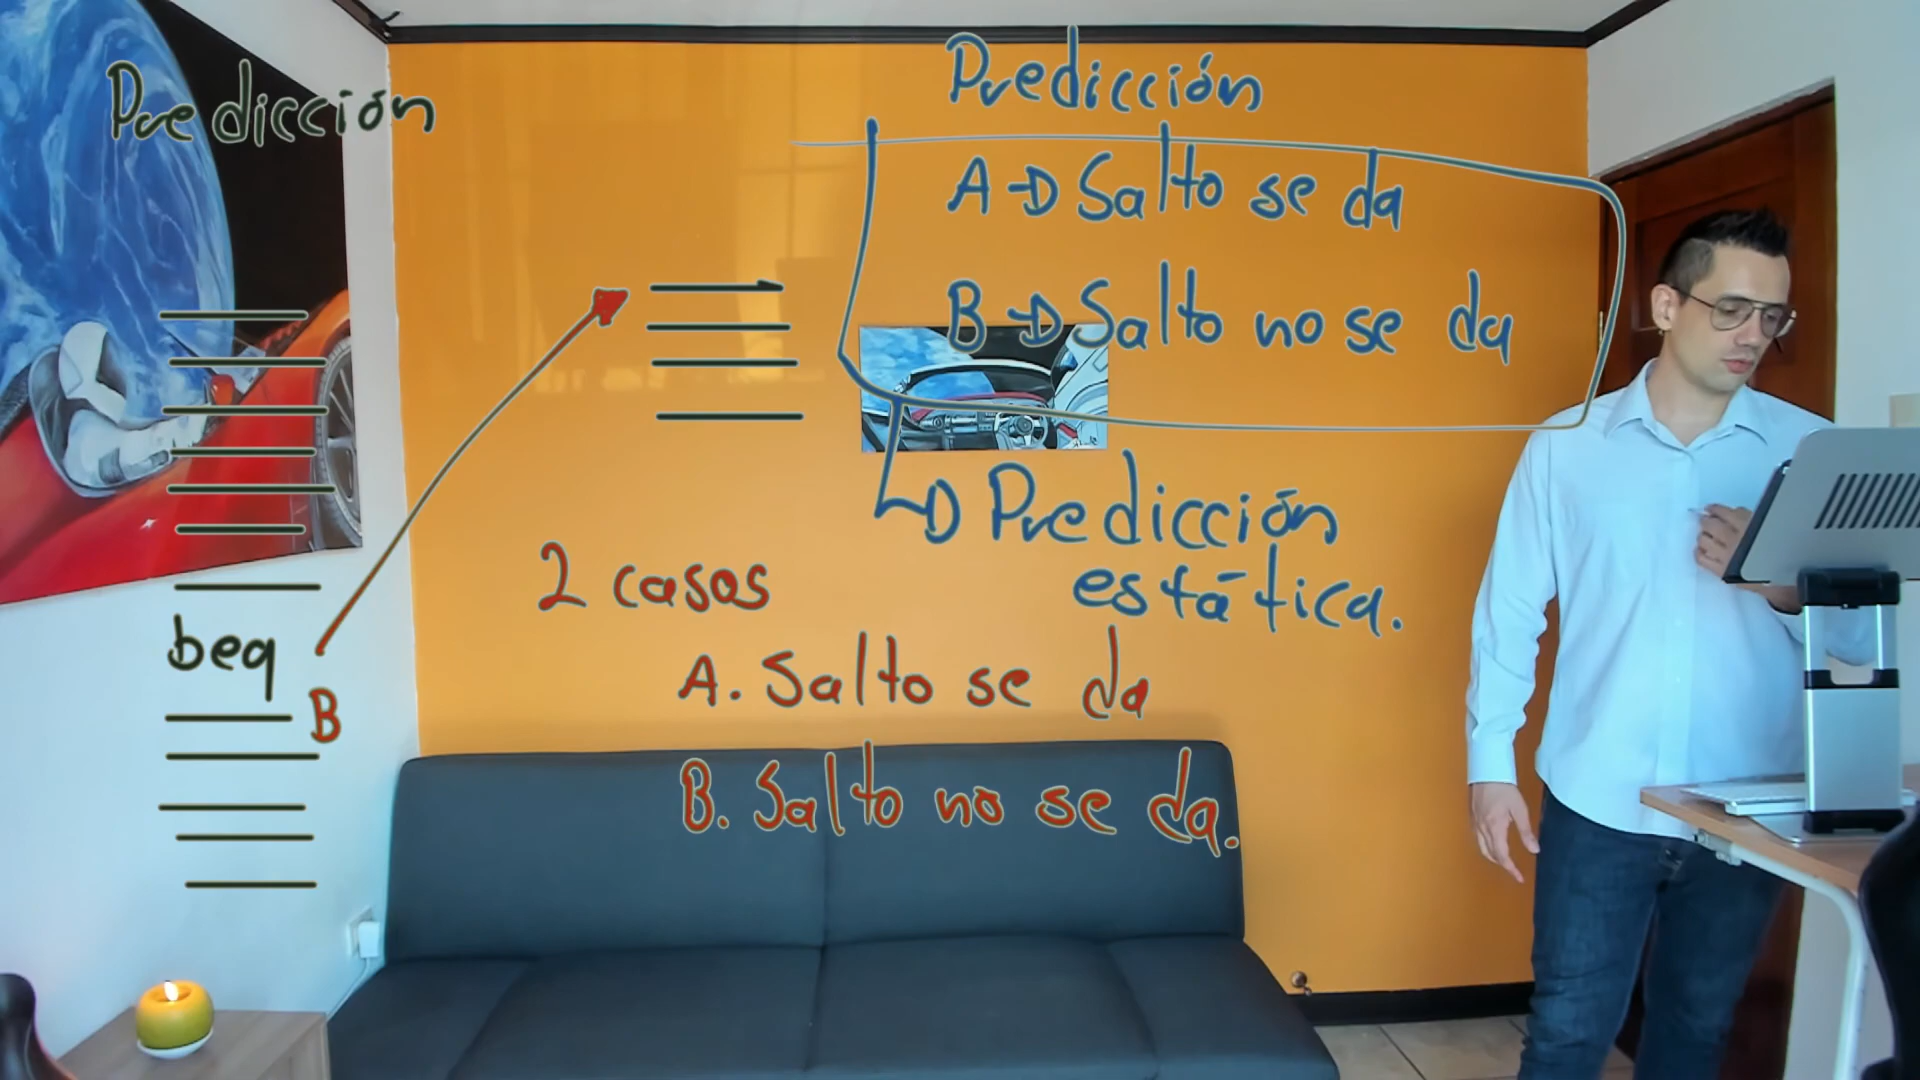 Predicción
beq
B
2 casos
A. Salto se da
B. Salto no se da.
Predicción
A → Salto se da
B → Salto no se da
→ Predicción
estática.